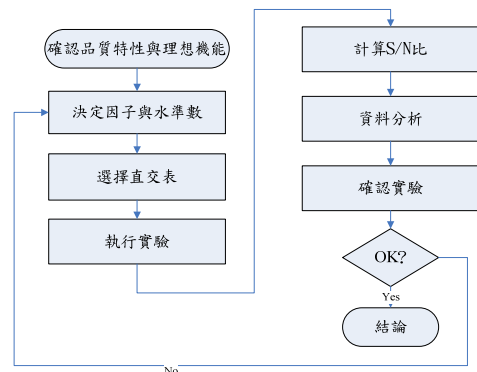 確認品質特性與理想機能
決定因子與水準數
選擇直交表
執行實驗
計算S/N比
資料分析
確認實驗
OK?
Yes
結論
No